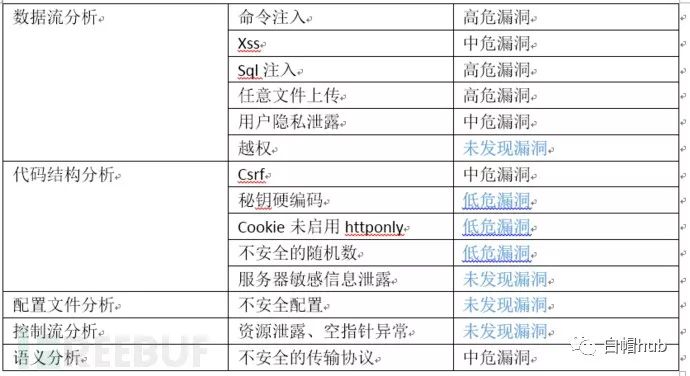 数据流分析 命令注入 高危漏洞
Xss 中危漏洞
Sql 注入 高危漏洞
任意文件上传 高危漏洞
用户隐私泄露 中危漏洞
越权 未发现漏洞
代码结构分析 Csrf 中危漏洞
秘钥硬编码 低危漏洞
Cookie 未启用 httponly 低危漏洞
不安全的随机数 低危漏洞
服务器敏感信息泄露 未发现漏洞
配置文件分析 不安全配置 未发现漏洞
控制流分析 资源泄露、空指针异常 未发现漏洞
语义分析 不安全的传输协议 中危漏洞
REEBUF
白帽hub